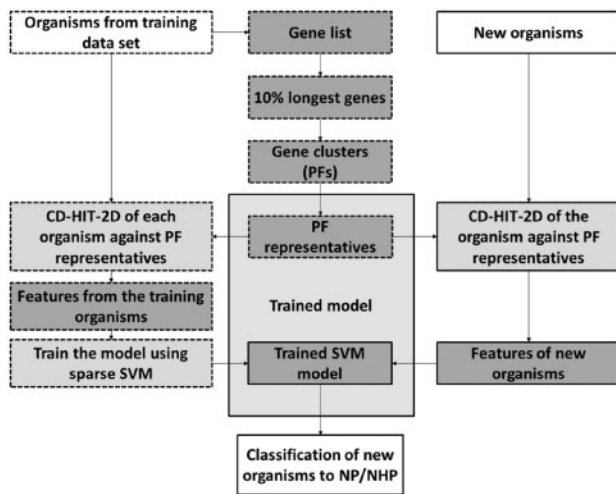 Organisms from training
data set
Gene list
New organisms
10% longest genes
Gene clusters
(PFs)
CD-HIT-2D of each
organism against PF
representatives
PF
representatives
CD-HIT-2D of the
organism against PF
representatives
Features from the training
organisms
Trained model
Train the model using
sparse SVM
Trained SVM
model
Features of new
organisms
Classification of new
organisms to NP/NHP